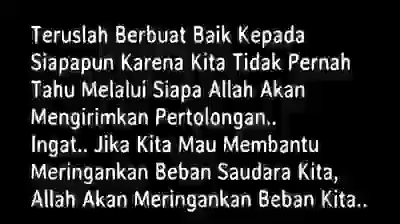 Teruslah Berbuat Baik Kepada
Siapapun Karena Kita Tidak Pernah
Tahu Melalui Siapa Allah Akan
Mengirimkan Pertolongan..
Ingat.. Jika Kita Mau Membantu
Meringankan Beban Saudara Kita,
Allah Akan Meringankan Beban Kita..